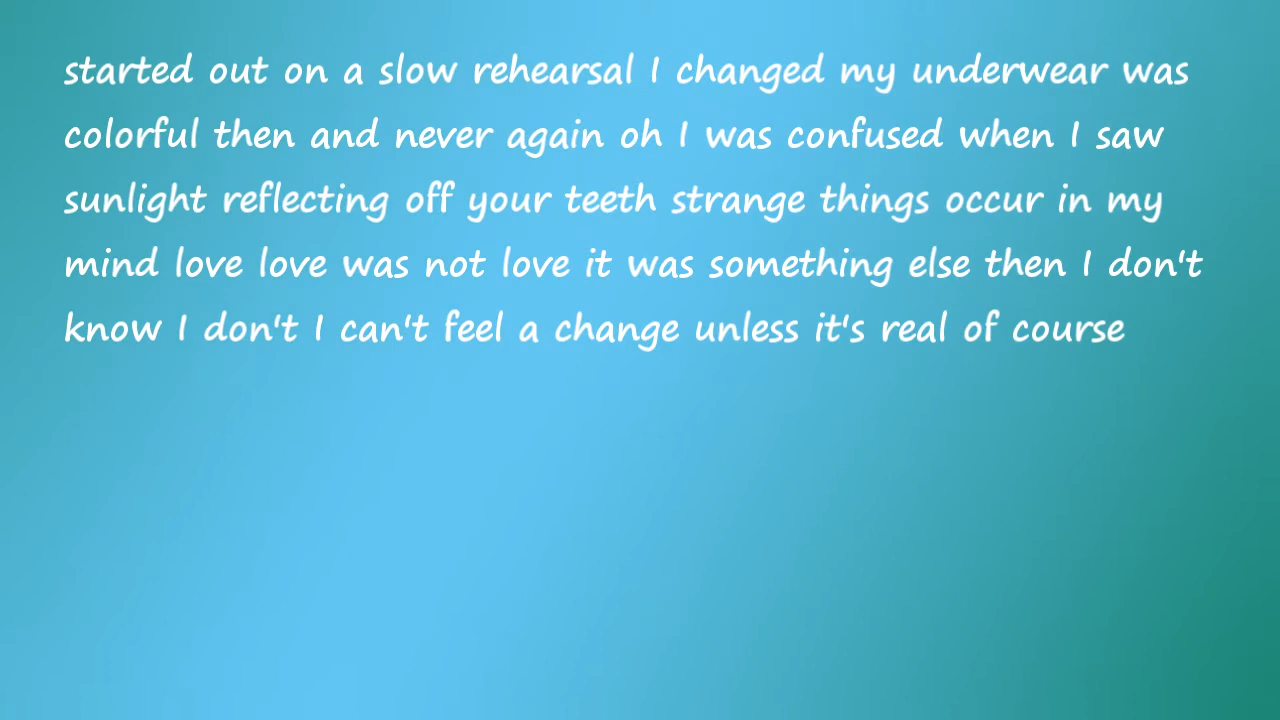 started out on a slow rehearsal I changed my underwear was
colorful then and never again oh I was confused when I saw
sunlight reflecting off your teeth strange things occur in my
mind love love was not love it was something else then I don't
know I don't I can't feel a change unless it's real of course